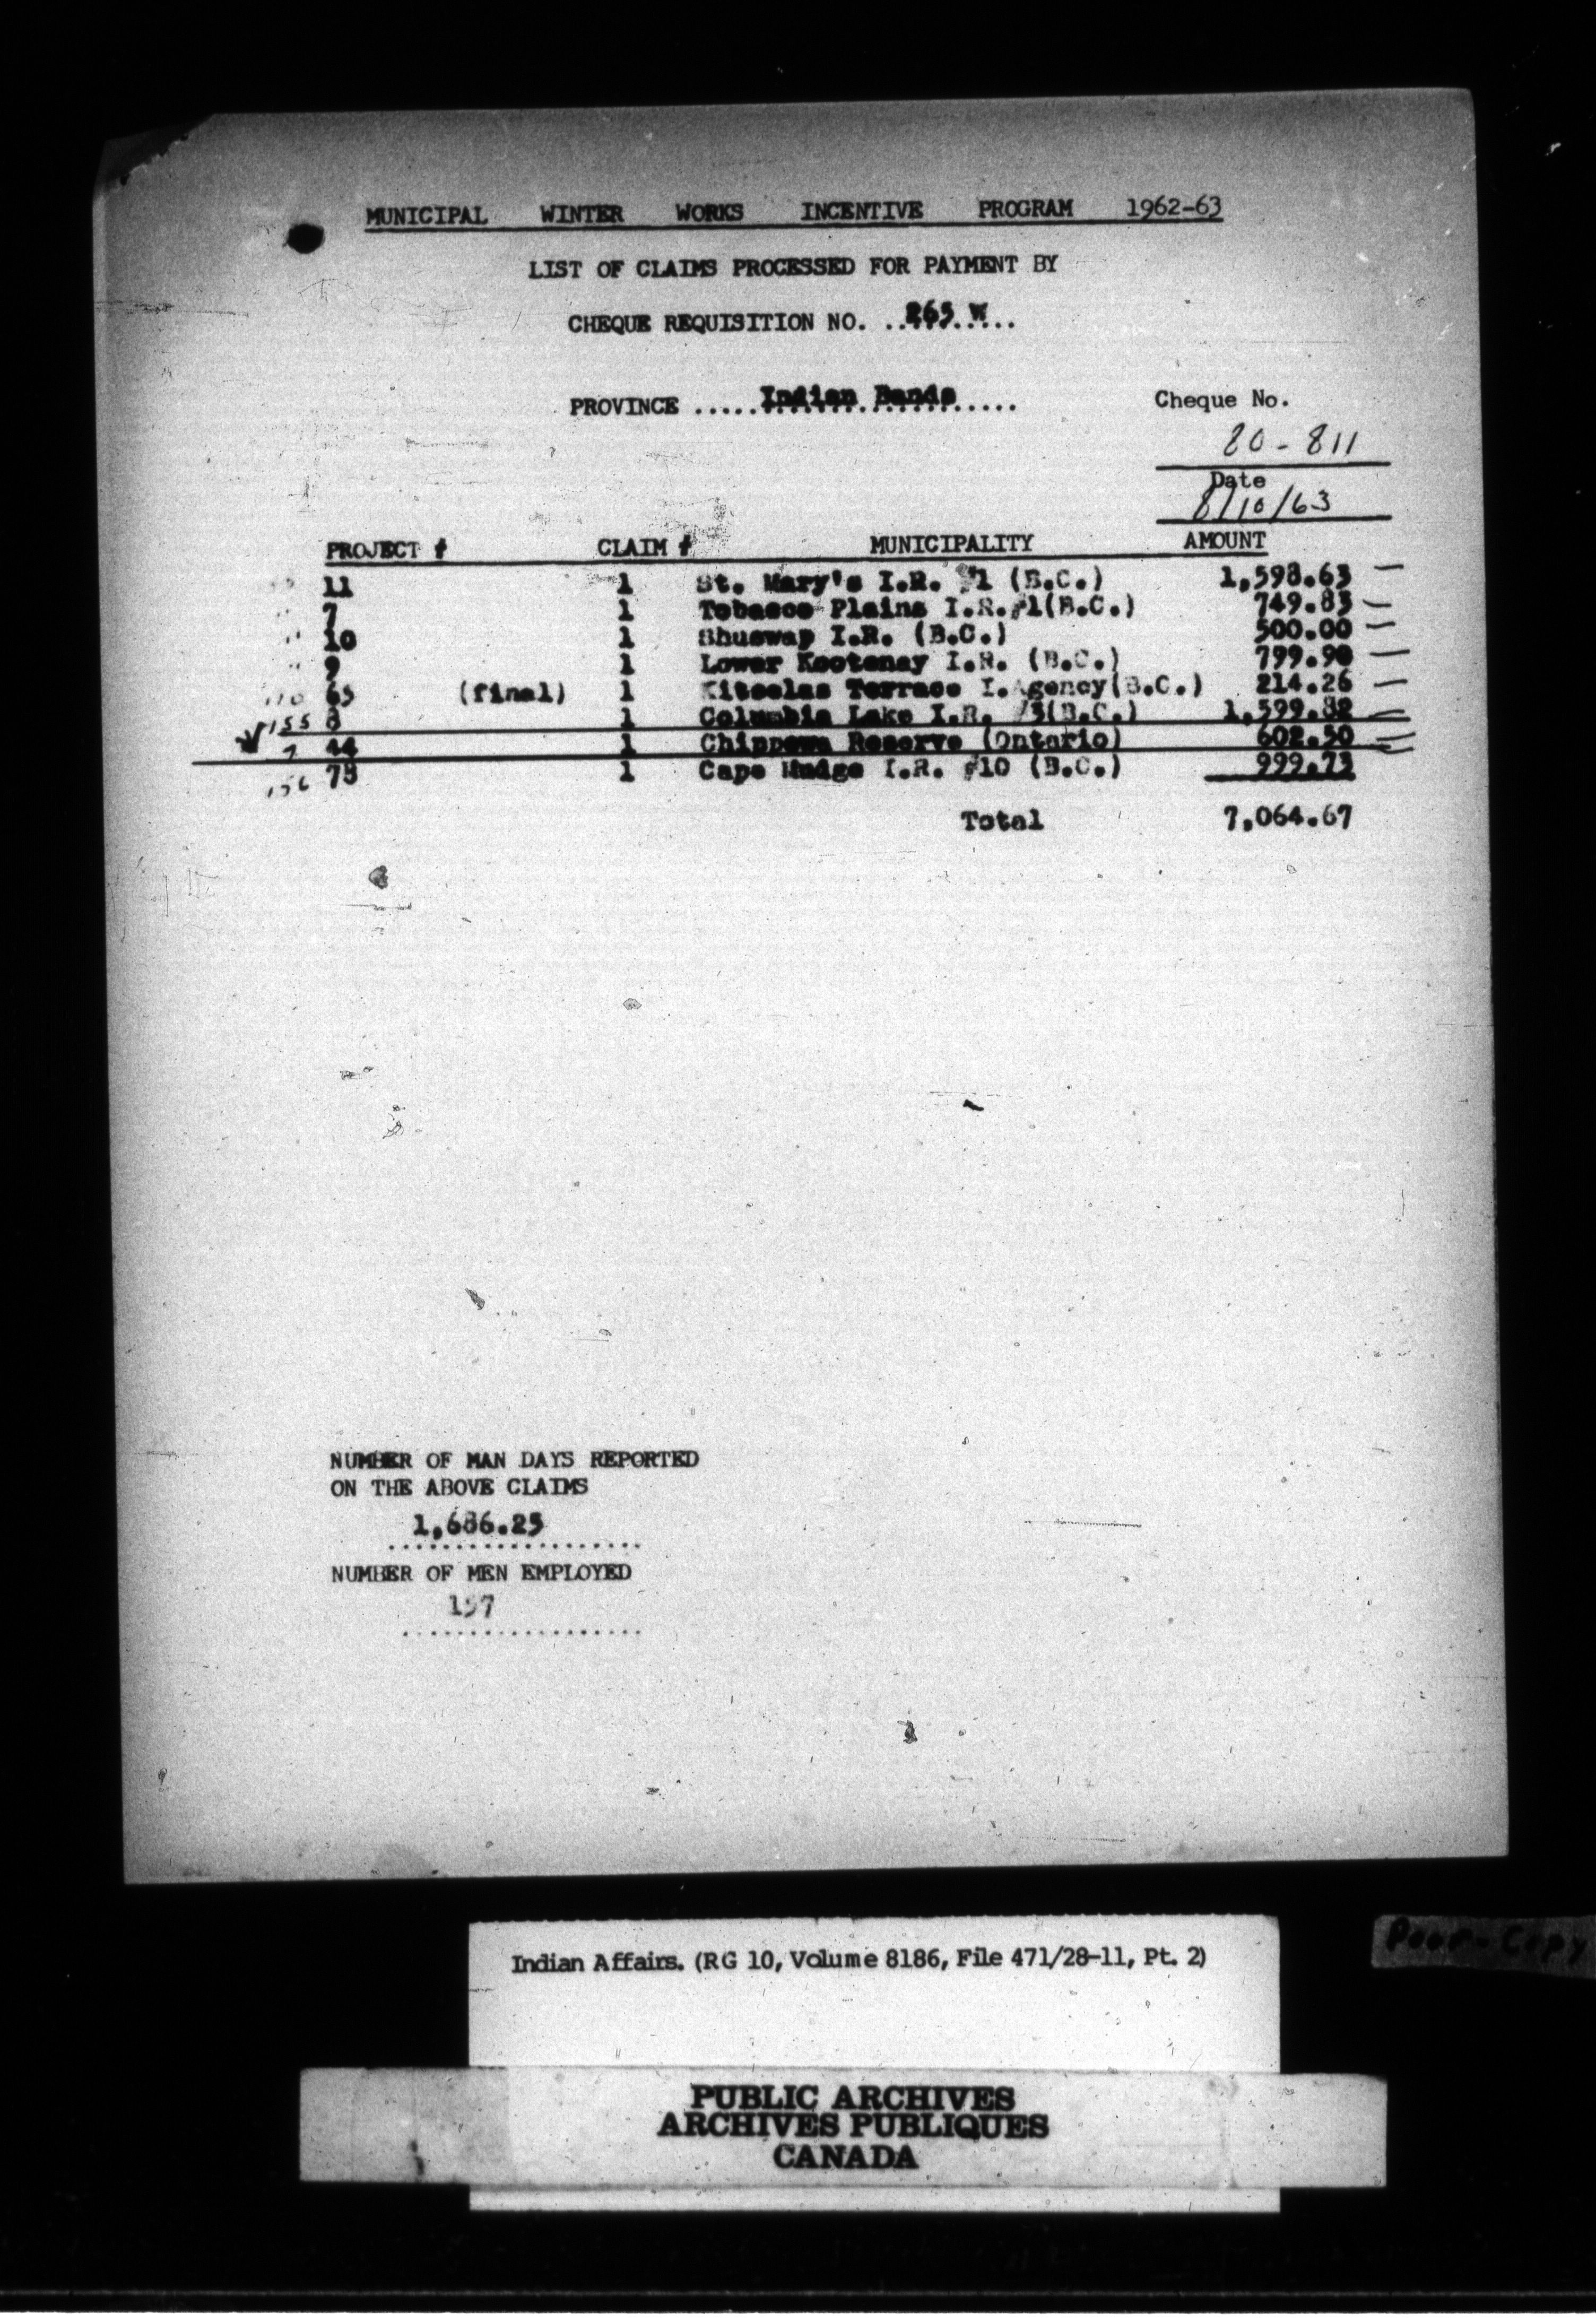 MUNICIPAL WINTER WORKS INCENTIVE PROGRAM 1962-63
LIST OF CLAIMS PROCESSED FOR PAYMENT BY
CHEQUE REQUISITION NO. ..265 W....
PROVINCE .....Indian Bands.....
Cheque No.
20-811
Date
8/10/63
PROJECT # CLAIM # MUNICIPALITY AMOUNT
11 1 St. Mary's I.R. #1 (B.C.) 1,598.63 —
7 1 Tobacco Plains I.R.#1(B.C.) 749.83 —
" 10 1 Shuswap I.R. (B.C.) 500.00 —
" 9 1 Lower Kootenay I.R. (B.C.) 799.90 —
65 (final) 1 Kitselas Terrace I.Agency(B.C.) 214.26 —
155 8 1 Columbia Lake I.R. #3(B.C.) 1,599.82 —
44 1 Chippewa Reserve (Ontario) 602.50 —
156 78 1 Cape Mudge I.R. #10 (B.C.) 999.73
Total 7,064.67
NUMBER OF MAN DAYS REPORTED
ON THE ABOVE CLAIMS
1,686.25
NUMBER OF MEN EMPLOYED
157
Indian Affairs. (RG 10, Volume 8186, File 471/28-11, Pt. 2)
Poor-Copy
PUBLIC ARCHIVES
ARCHIVES PUBLIQUES
CANADA